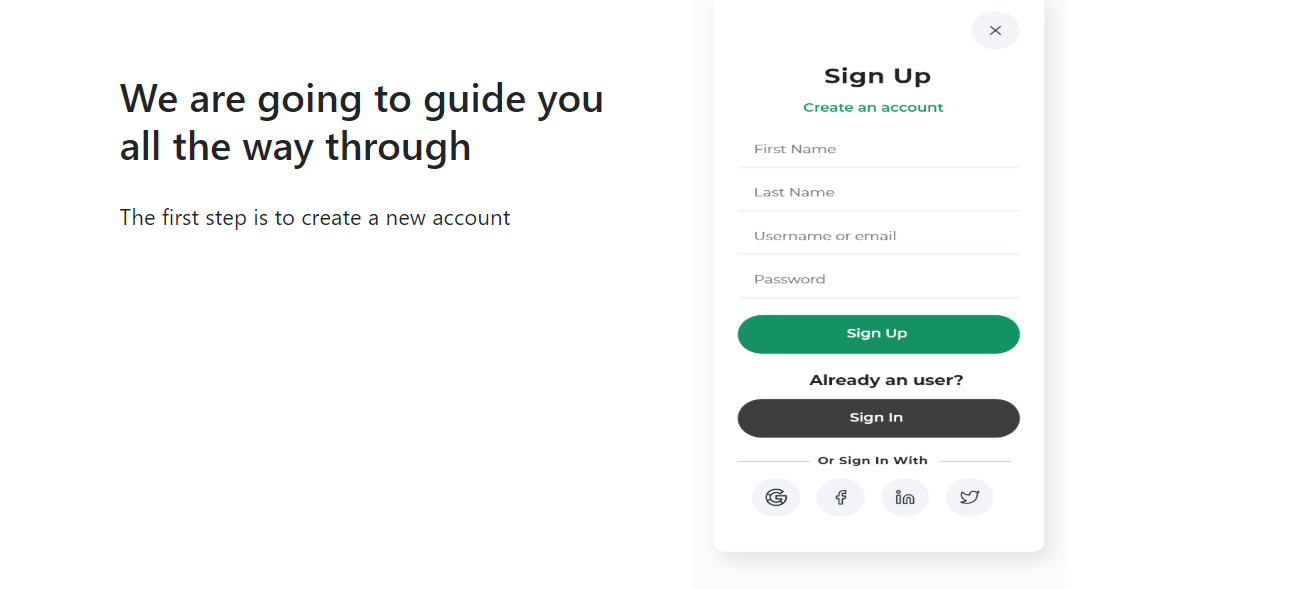 We are going to guide you
all the way through
The first step is to create a new account
Sign Up
Create an account
First Name
Last Name
Username or email
Password
Sign Up
Already an user?
Sign In
Or Sign In With